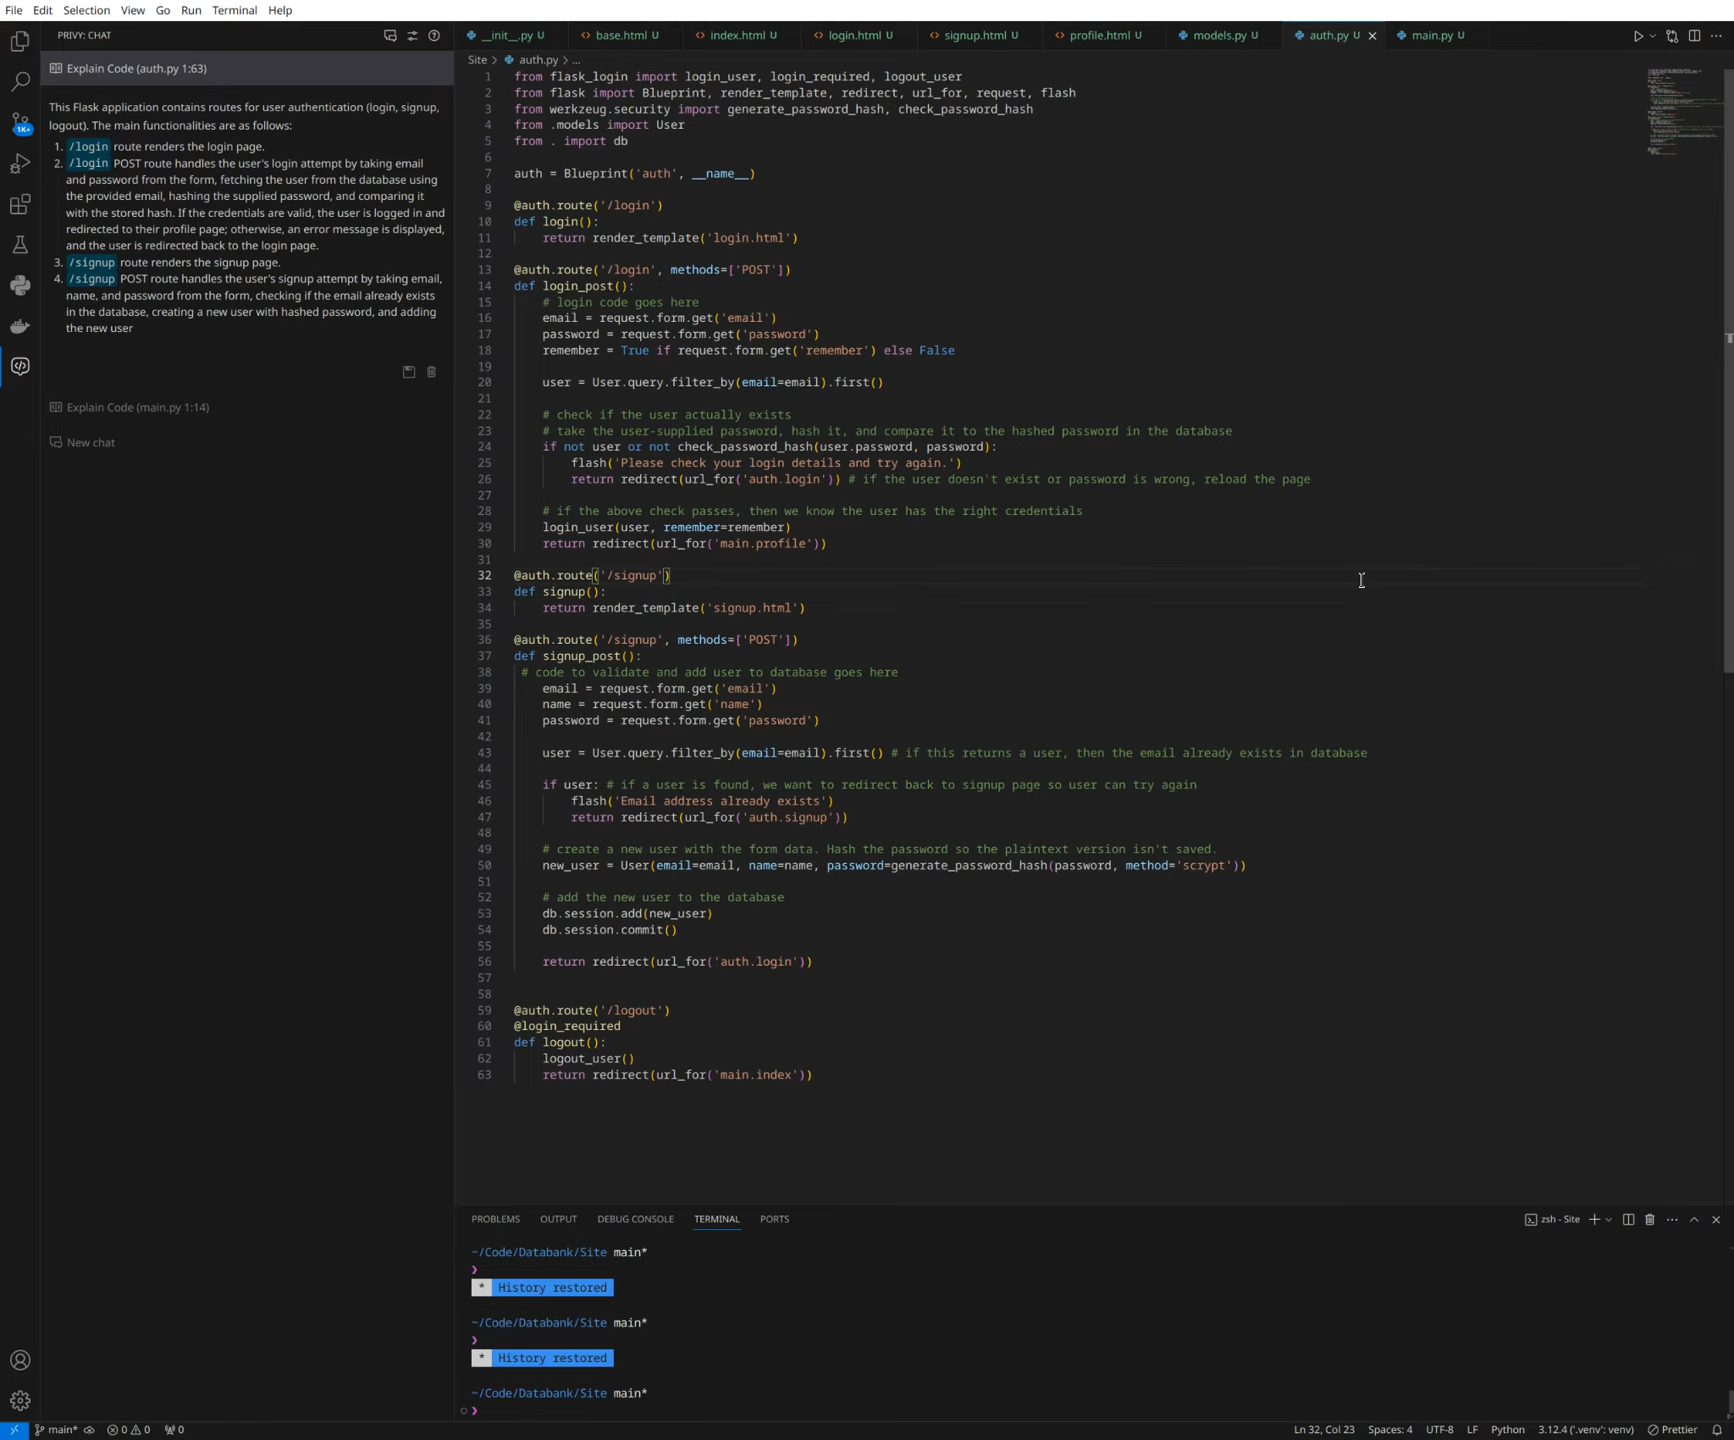 File Edit Selection View Go Run Terminal Help
PRIVY: CHAT
Explain Code (auth.py 1:63)
This Flask application contains routes for user authentication (login, signup,
logout). The main functionalities are as follows:
1. /login route renders the login page.
2. /login POST route handles the user's login attempt by taking email
and password from the form, fetching the user from the database using
the provided email, hashing the supplied password, and comparing it
with the stored hash. If the credentials are valid, the user is logged in and
redirected to their profile page; otherwise, an error message is displayed,
and the user is redirected back to the login page.
3. /signup route renders the signup page.
4. /signup POST route handles the user's signup attempt by taking email,
name, and password from the form, checking if the email already exists
in the database, creating a new user with hashed password, and adding
the new user
Explain Code (main.py 1:14)
New chat
1K+
__init__.py U base.html U index.html U login.html U signup.html U profile.html U models.py U auth.py U main.py U
Site > auth.py > ...
1 from flask_login import login_user, login_required, logout_user
2 from flask import Blueprint, render_template, redirect, url_for, request, flash
3 from werkzeug.security import generate_password_hash, check_password_hash
4 from .models import User
5 from . import db
6
7 auth = Blueprint('auth', __name__)
8
9 @auth.route('/login')
10 def login():
11     return render_template('login.html')
12
13 @auth.route('/login', methods=['POST'])
14 def login_post():
15     # login code goes here
16     email = request.form.get('email')
17     password = request.form.get('password')
18     remember = True if request.form.get('remember') else False
19
20     user = User.query.filter_by(email=email).first()
21
22     # check if the user actually exists
23     # take the user-supplied password, hash it, and compare it to the hashed password in the database
24     if not user or not check_password_hash(user.password, password):
25         flash('Please check your login details and try again.')
26         return redirect(url_for('auth.login')) # if the user doesn't exist or password is wrong, reload the page
27
28     # if the above check passes, then we know the user has the right credentials
29     login_user(user, remember=remember)
30     return redirect(url_for('main.profile'))
31
32 @auth.route('/signup')
33 def signup():
34     return render_template('signup.html')
35
36 @auth.route('/signup', methods=['POST'])
37 def signup_post():
38  # code to validate and add user to database goes here
39     email = request.form.get('email')
40     name = request.form.get('name')
41     password = request.form.get('password')
42
43     user = User.query.filter_by(email=email).first() # if this returns a user, then the email already exists in database
44
45     if user: # if a user is found, we want to redirect back to signup page so user can try again
46         flash('Email address already exists')
47         return redirect(url_for('auth.signup'))
48
49     # create a new user with the form data. Hash the password so the plaintext version isn't saved.
50     new_user = User(email=email, name=name, password=generate_password_hash(password, method='scrypt'))
51
52     # add the new user to the database
53     db.session.add(new_user)
54     db.session.commit()
55
56     return redirect(url_for('auth.login'))
57
58
59 @auth.route('/logout')
60 @login_required
61 def logout():
62     logout_user()
63     return redirect(url_for('main.index'))
PROBLEMS OUTPUT DEBUG CONSOLE TERMINAL PORTS zsh - Site
~/Code/Databank/Site main*
❯
* History restored
~/Code/Databank/Site main*
❯
* History restored
~/Code/Databank/Site main*
❯
main* 0 0 0 Ln 32, Col 23 Spaces: 4 UTF-8 LF Python 3.12.4 ('.venv': venv) Prettier